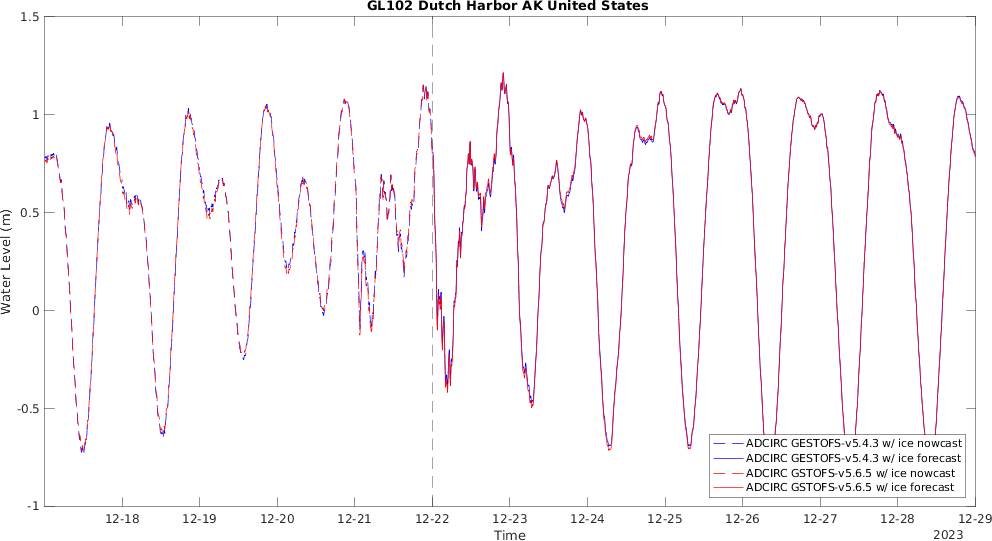 GL102 Dutch Harbor AK United States
1.5
1
0.5
0
-0.5
-1
Water Level (m)
12-18 12-19 12-20 12-21 12-22 12-23 12-24 12-25 12-26 12-27 12-28 12-29
Time
2023
ADCIRC GESTOFS-v5.4.3 w/ ice nowcast
ADCIRC GESTOFS-v5.4.3 w/ ice forecast
ADCIRC GSTOFS-v5.6.5 w/ ice nowcast
ADCIRC GSTOFS-v5.6.5 w/ ice forecast